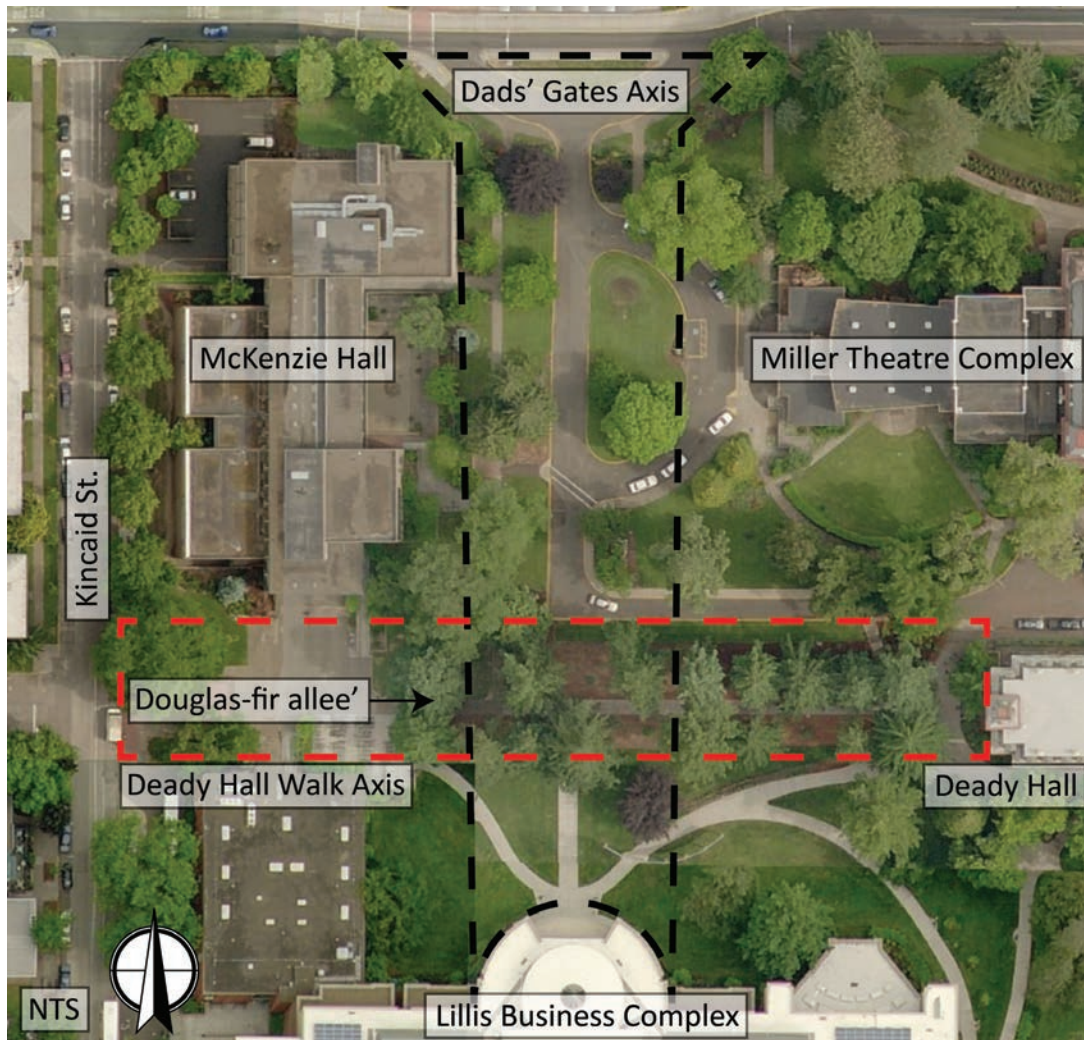 Dads' Gates Axis
McKenzie Hall
Miller Theatre Complex
Kincaid St.
Douglas-fir allee'
Deady Hall Walk Axis
Deady Hall
NTS
Lillis Business Complex